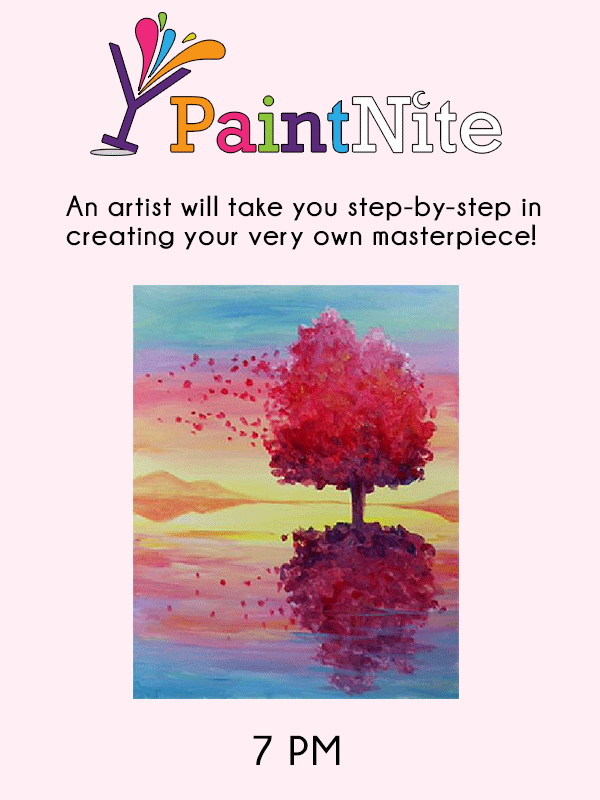 PaintNite
An artist will take you step-by-step in
creating your very own masterpiece!
7 PM